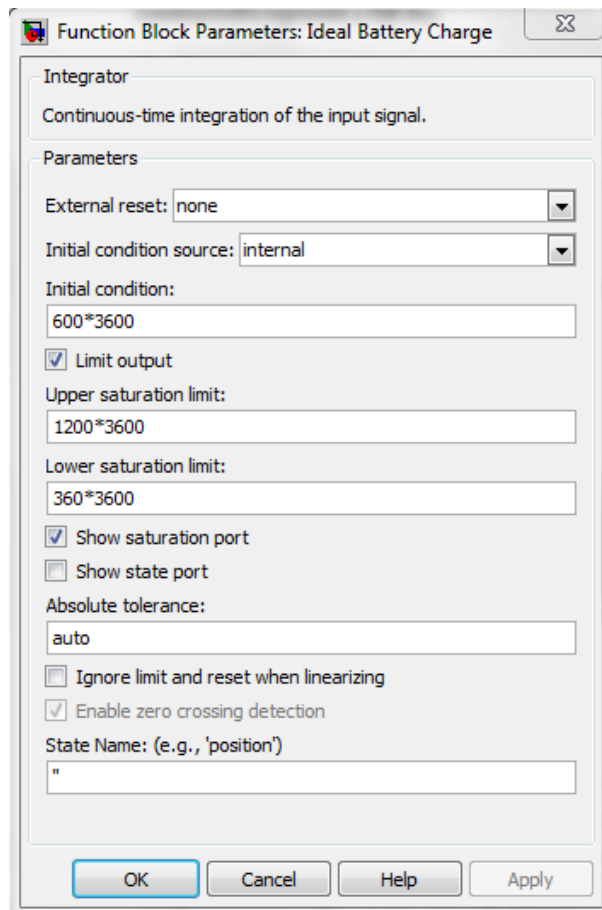 Function Block Parameters: Ideal Battery Charge
Integrator
Continuous-time integration of the input signal.
Parameters
External reset: none
Initial condition source: internal
Initial condition:
600*3600
Limit output
Upper saturation limit:
1200*3600
Lower saturation limit:
360*3600
Show saturation port
Show state port
Absolute tolerance:
auto
Ignore limit and reset when linearizing
Enable zero crossing detection
State Name: (e.g., 'position')
''
OK Cancel Help Apply